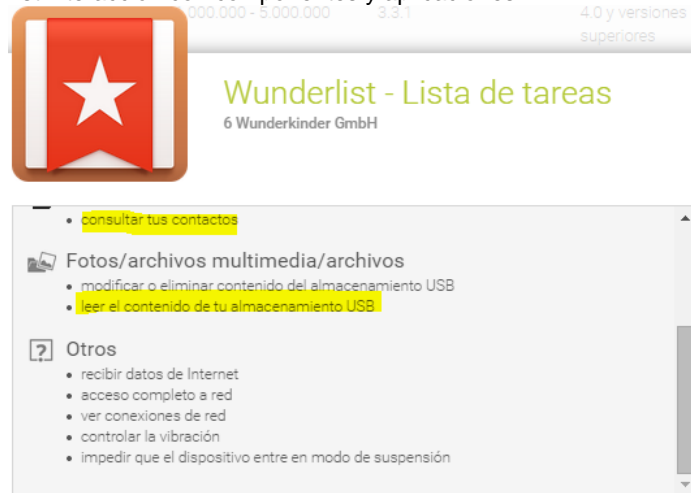 000.000 - 5.000.000 3.3.1 4.0 y versiones
superiores
Wunderlist - Lista de tareas
6 Wunderkinder GmbH
• consultar tus contactos
Fotos/archivos multimedia/archivos
• modificar o eliminar contenido del almacenamiento USB
• leer el contenido de tu almacenamiento USB
Otros
• recibir datos de Internet
• acceso completo a red
• ver conexiones de red
• controlar la vibración
• impedir que el dispositivo entre en modo de suspensión